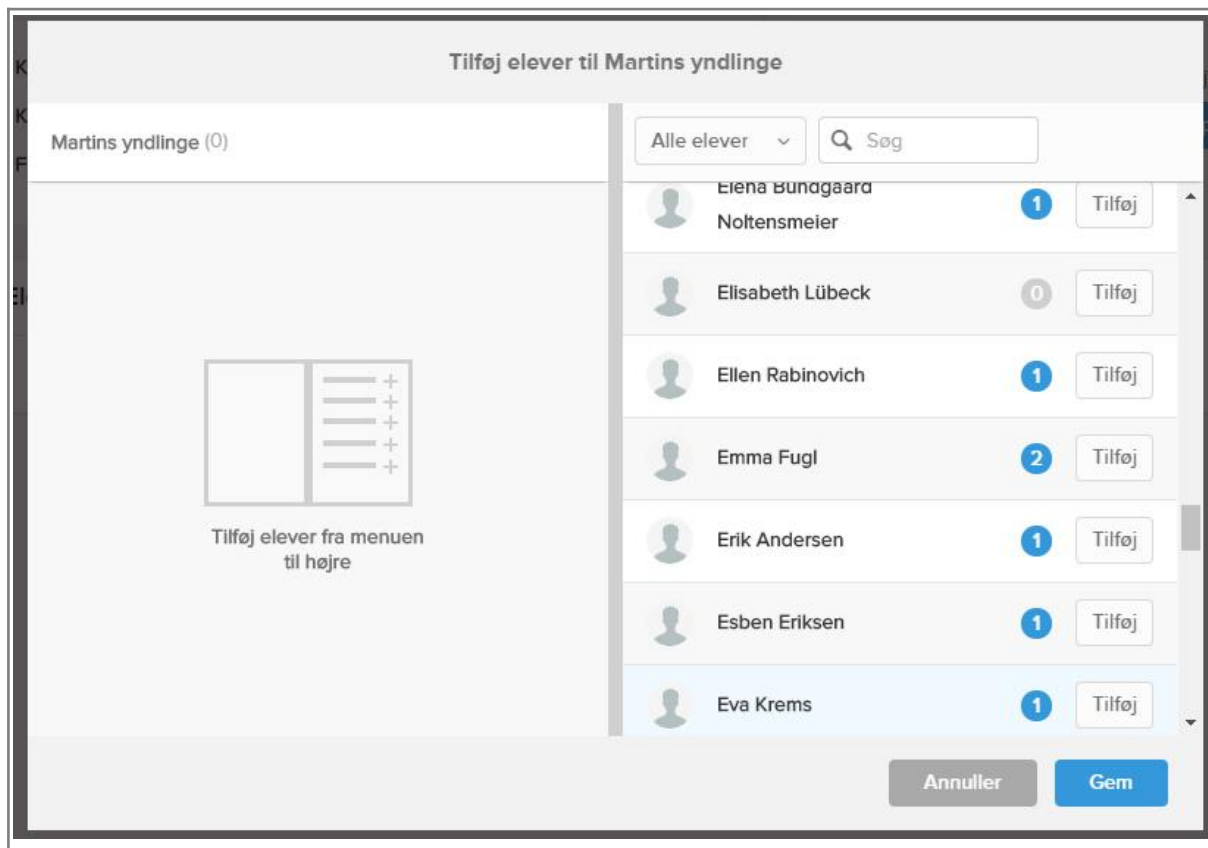 Tilføj elever til Martins yndlinge
Martins yndlinge (0)
Alle elever
Søg
Elena Bundgaard
Noltensmeier
1
Tilføj
Elisabeth Lübeck
0
Tilføj
Ellen Rabinovich
1
Tilføj
Emma Fugl
2
Tilføj
Erik Andersen
1
Tilføj
Esben Eriksen
1
Tilføj
Eva Krems
1
Tilføj
Tilføj elever fra menuen
til højre
Annuller
Gem